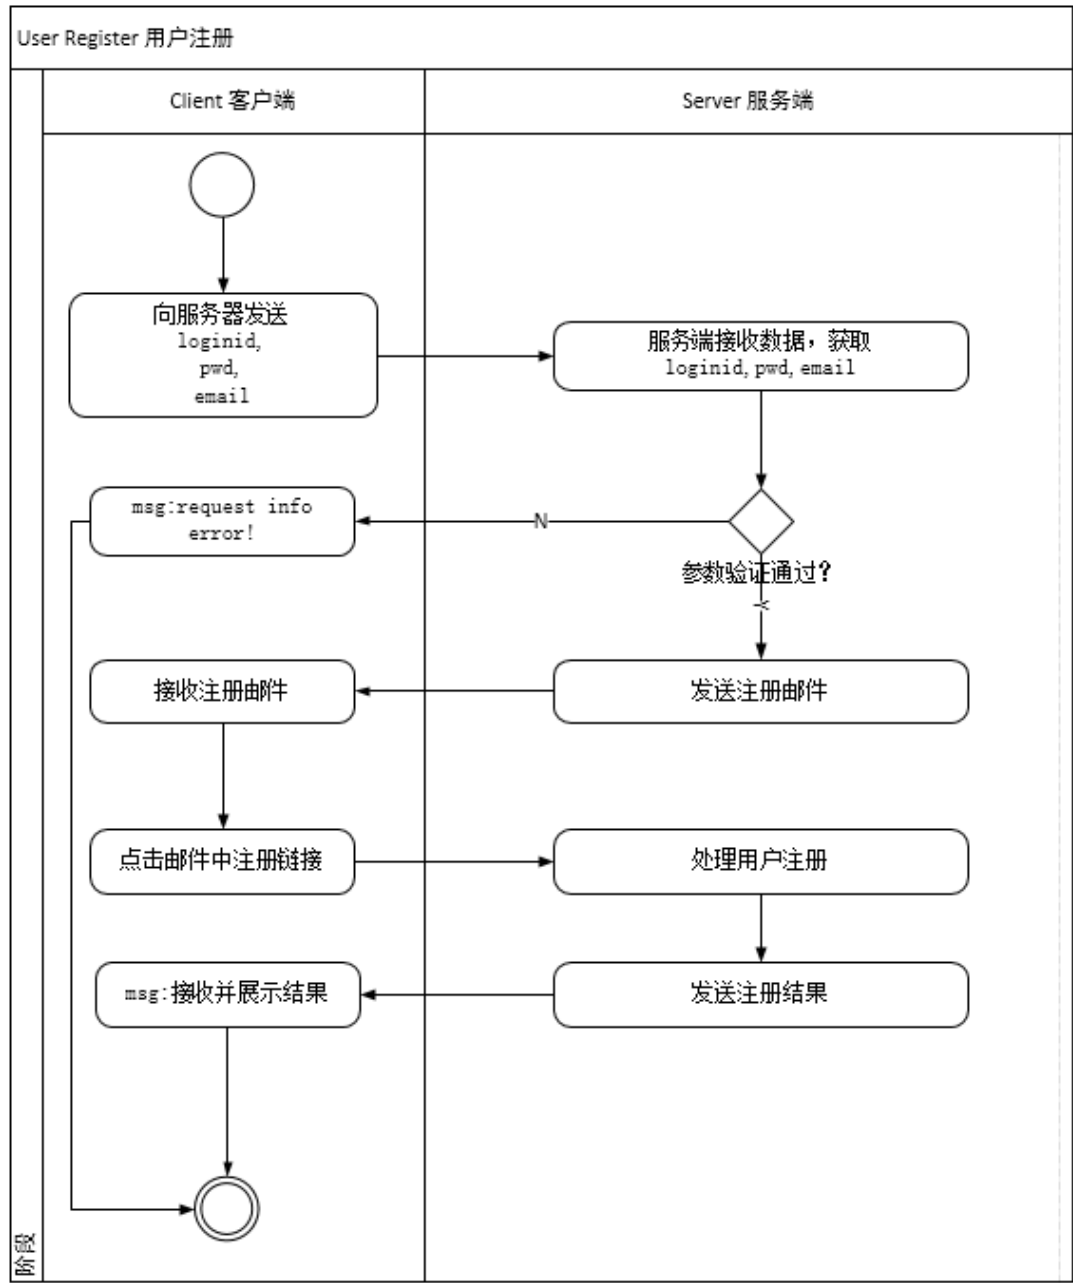 User Register 用户注册
Client 客户端
Server 服务端
向服务器发送
loginid,
pwd,
email
服务端接收数据，获取
loginid,pwd,email
msg:request info
error!
N
参数验证通过？
Y
接收注册邮件
发送注册邮件
点击邮件中注册链接
处理用户注册
msg:接收并展示结果
发送注册结果
阶段